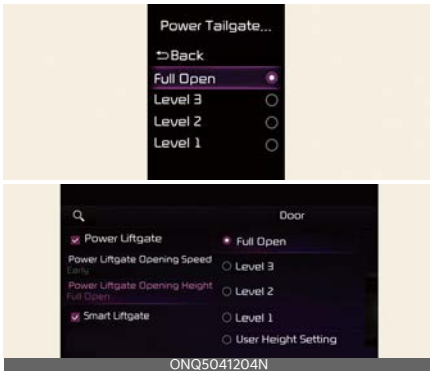 Power Tailgate...
Back
Full Open
Level 3
Level 2
Level 1
Door
Power Liftgate
Power Liftgate Opening Speed
Early
Power Liftgate Opening Height
Full Open
Smart Liftgate
Full Open
Level 3
Level 2
Level 1
User Height Setting
ONQ5041204N